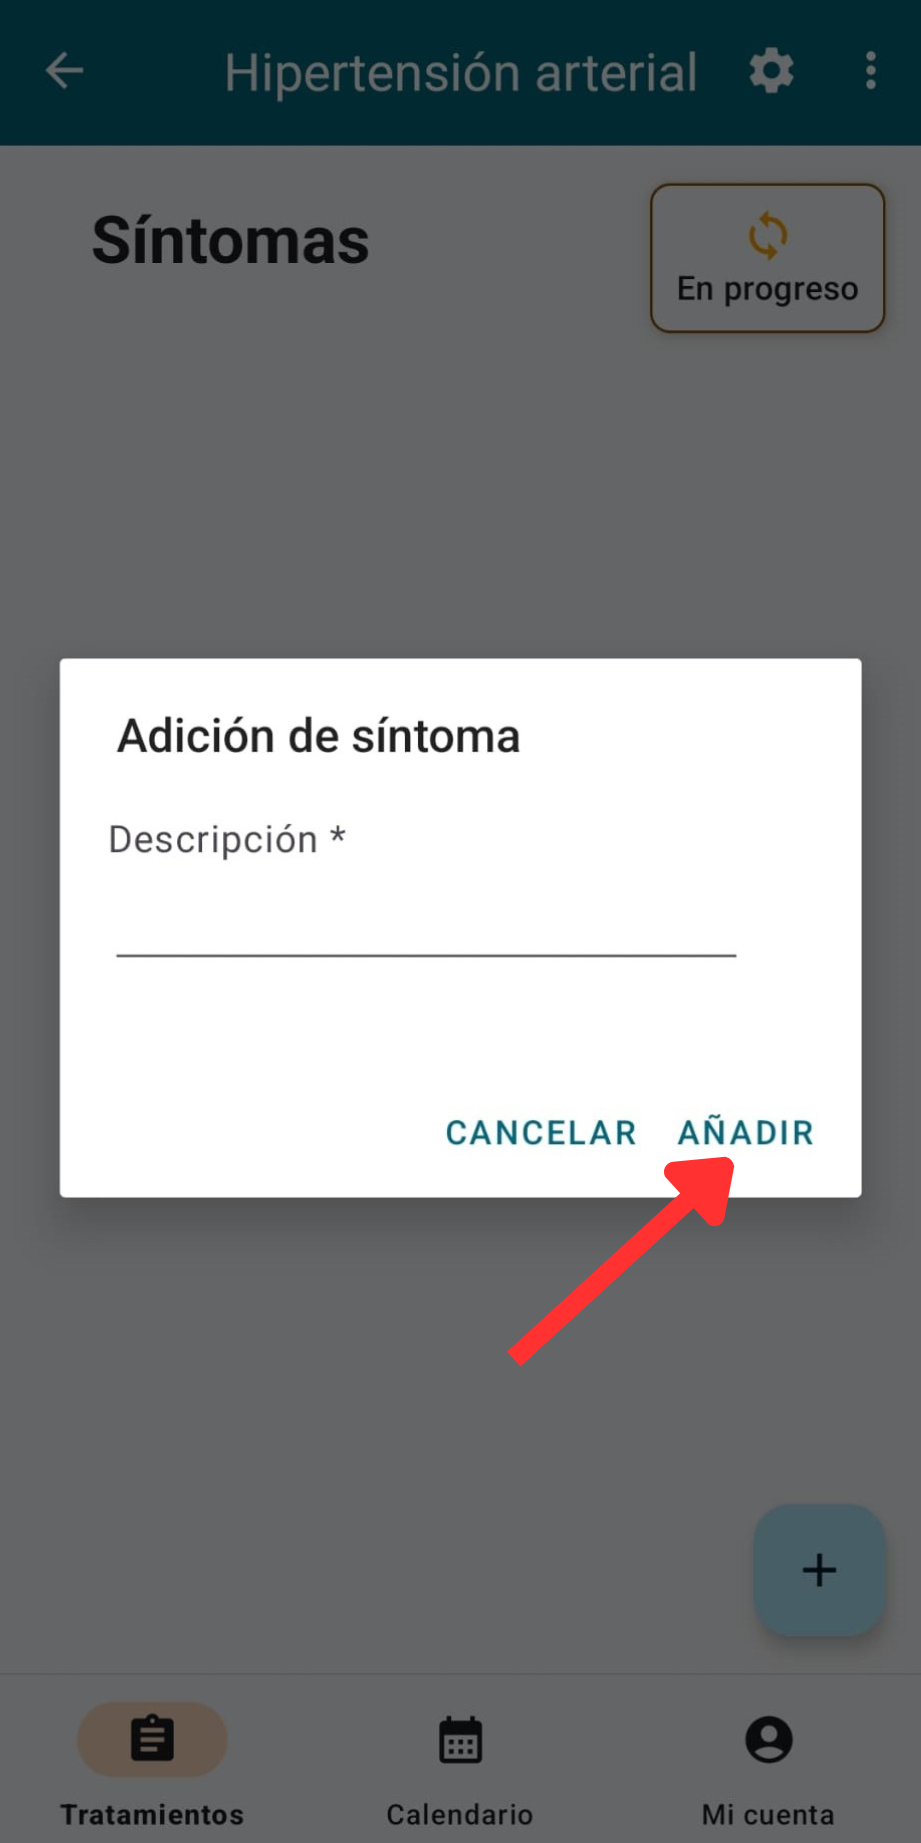 Hipertensión arterial
Síntomas
En progreso
Adición de síntoma
Descripción *
CANCELAR AÑADIR
+
Tratamientos Calendario Mi cuenta